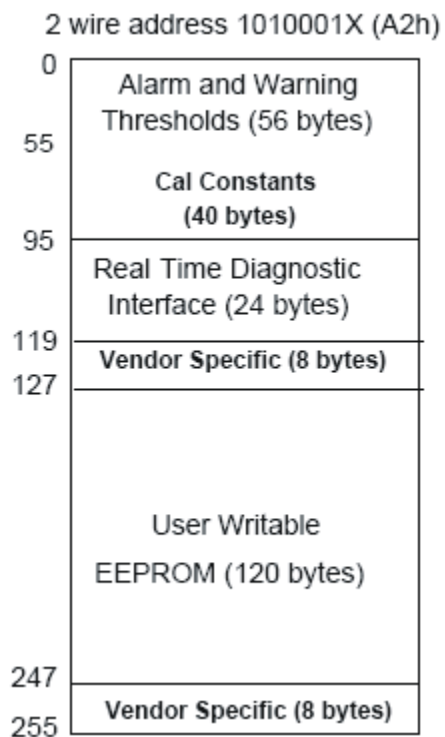 2 wire address 1010001X (A2h)
0
Alarm and Warning
Thresholds (56 bytes)
55
Cal Constants
(40 bytes)
95
Real Time Diagnostic
Interface (24 bytes)
119
Vendor Specific (8 bytes)
127
User Writable
EEPROM (120 bytes)
247
Vendor Specific (8 bytes)
255